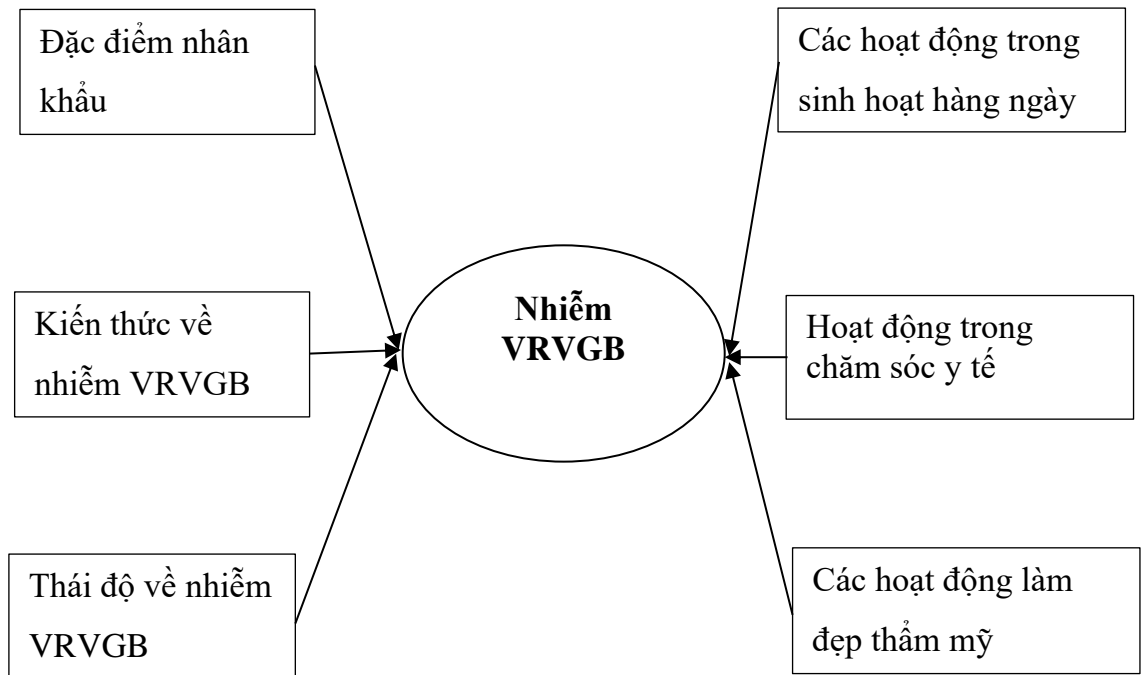 Đặc điểm nhân
khẩu
Các hoạt động trong
sinh hoạt hàng ngày
Kiến thức về
nhiễm VRVGB
Nhiễm
VRVGB
Hoạt động trong
chăm sóc y tế
Thái độ về nhiễm
VRVGB
Các hoạt động làm
đẹp thẩm mỹ